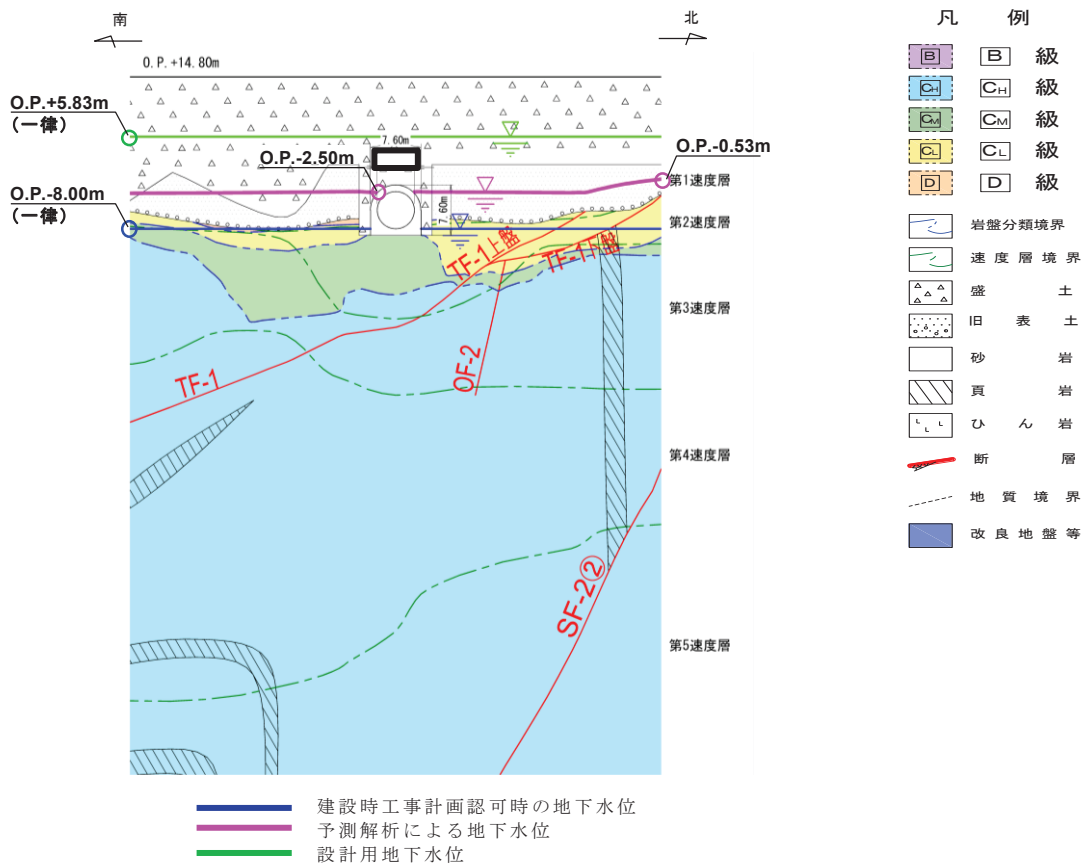 南
北
O.P.+14.80m
O.P.+5.83m
(一律)
7.60m
O.P.-2.50m
O.P.-0.53m
7.60m
O.P.-8.00m
(一律)
第1速度層
第2速度層
TF-1上盤
TF-1下盤
第3速度層
TF-1
OF-2
第4速度層
SF-2②
第5速度層
建設時工事計画認可時の地下水位
予測解析による地下水位
設計用地下水位
凡 例
B B 級
CH CH 級
CM CM 級
CL CL 級
D D 級
岩盤分類境界
速度層境界
盛 土
旧 表 土
砂 岩
頁 岩
ひ ん 岩
断 層
地 質 境 界
改 良 地 盤 等